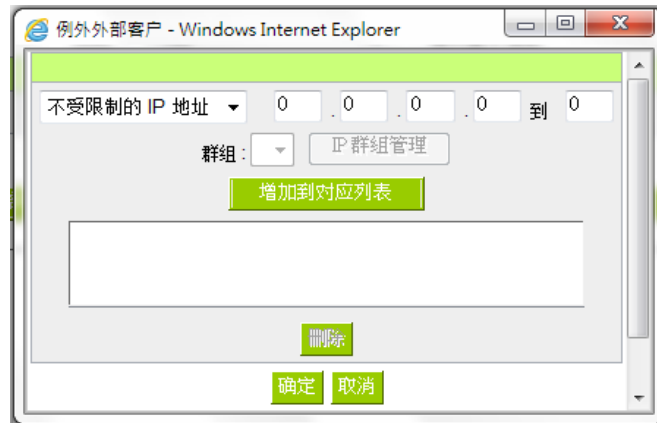 例外外部客户 - Windows Internet Explorer
不受限制的 IP 地址 0 . 0 . 0 . 0 到 0
群组 : IP 群组管理
增加到对应列表
删除
确定 取消